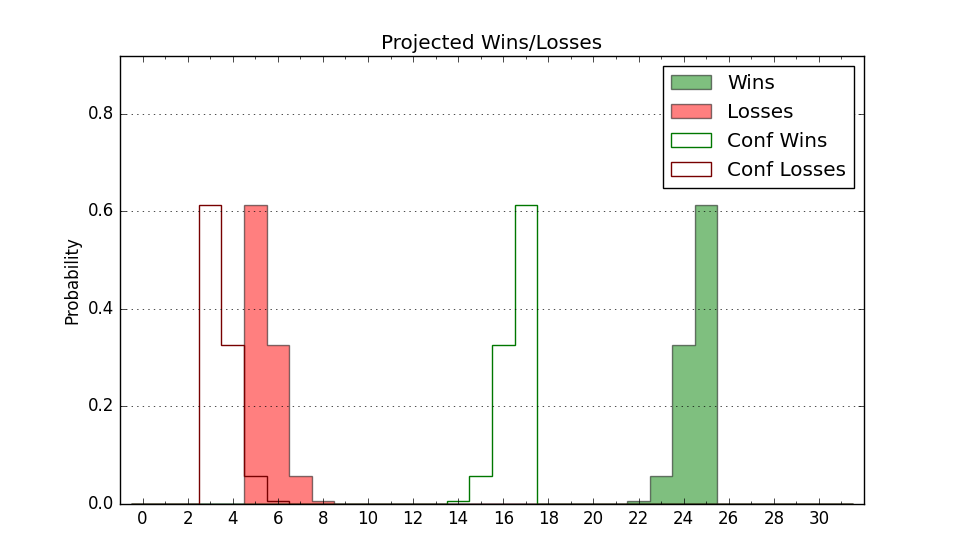 Projected Wins/Losses
Wins
Losses
Conf Wins
Conf Losses
Probability
0.8
0.6
0.4
0.2
0.0
0 2 4 6 8 10 12 14 16 18 20 22 24 26 28 30